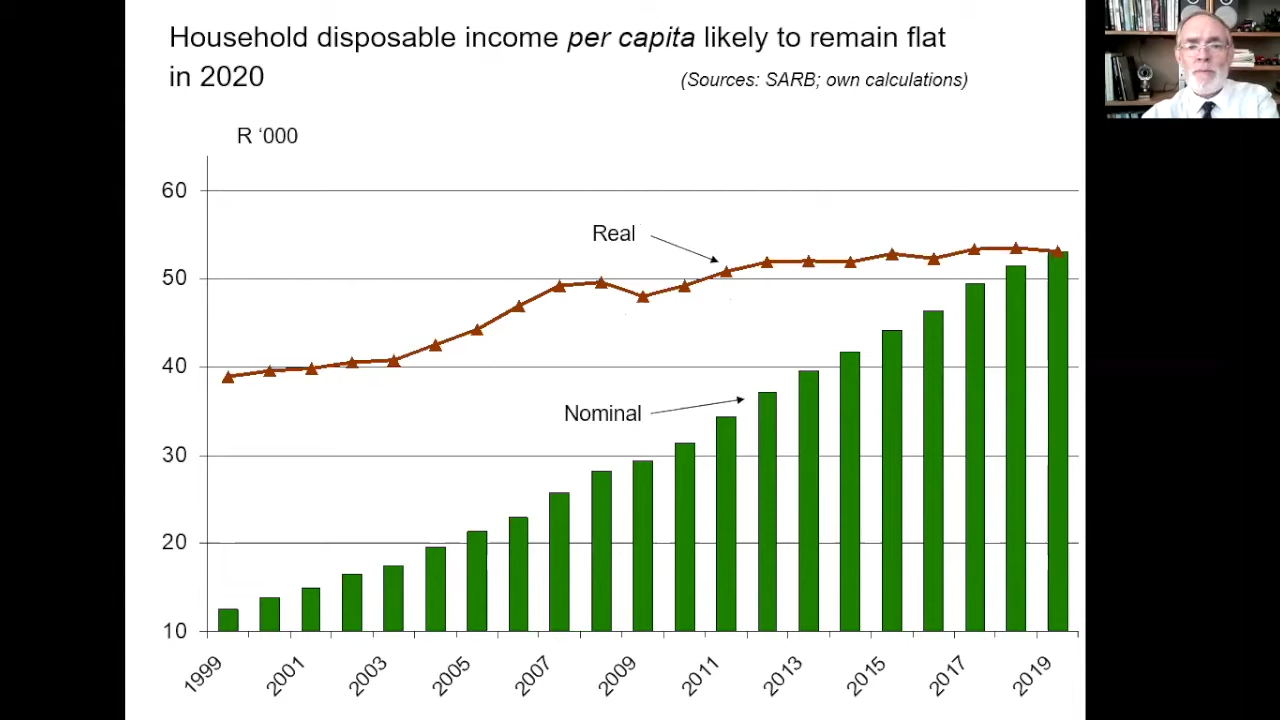 Household disposable income per capita likely to remain flat
in 2020
(Sources: SARB; own calculations)
R ‘000
60
50
40
30
20
10
Real
Nominal
1999
2001
2003
2005
2007
2009
2011
2013
2015
2017
2019